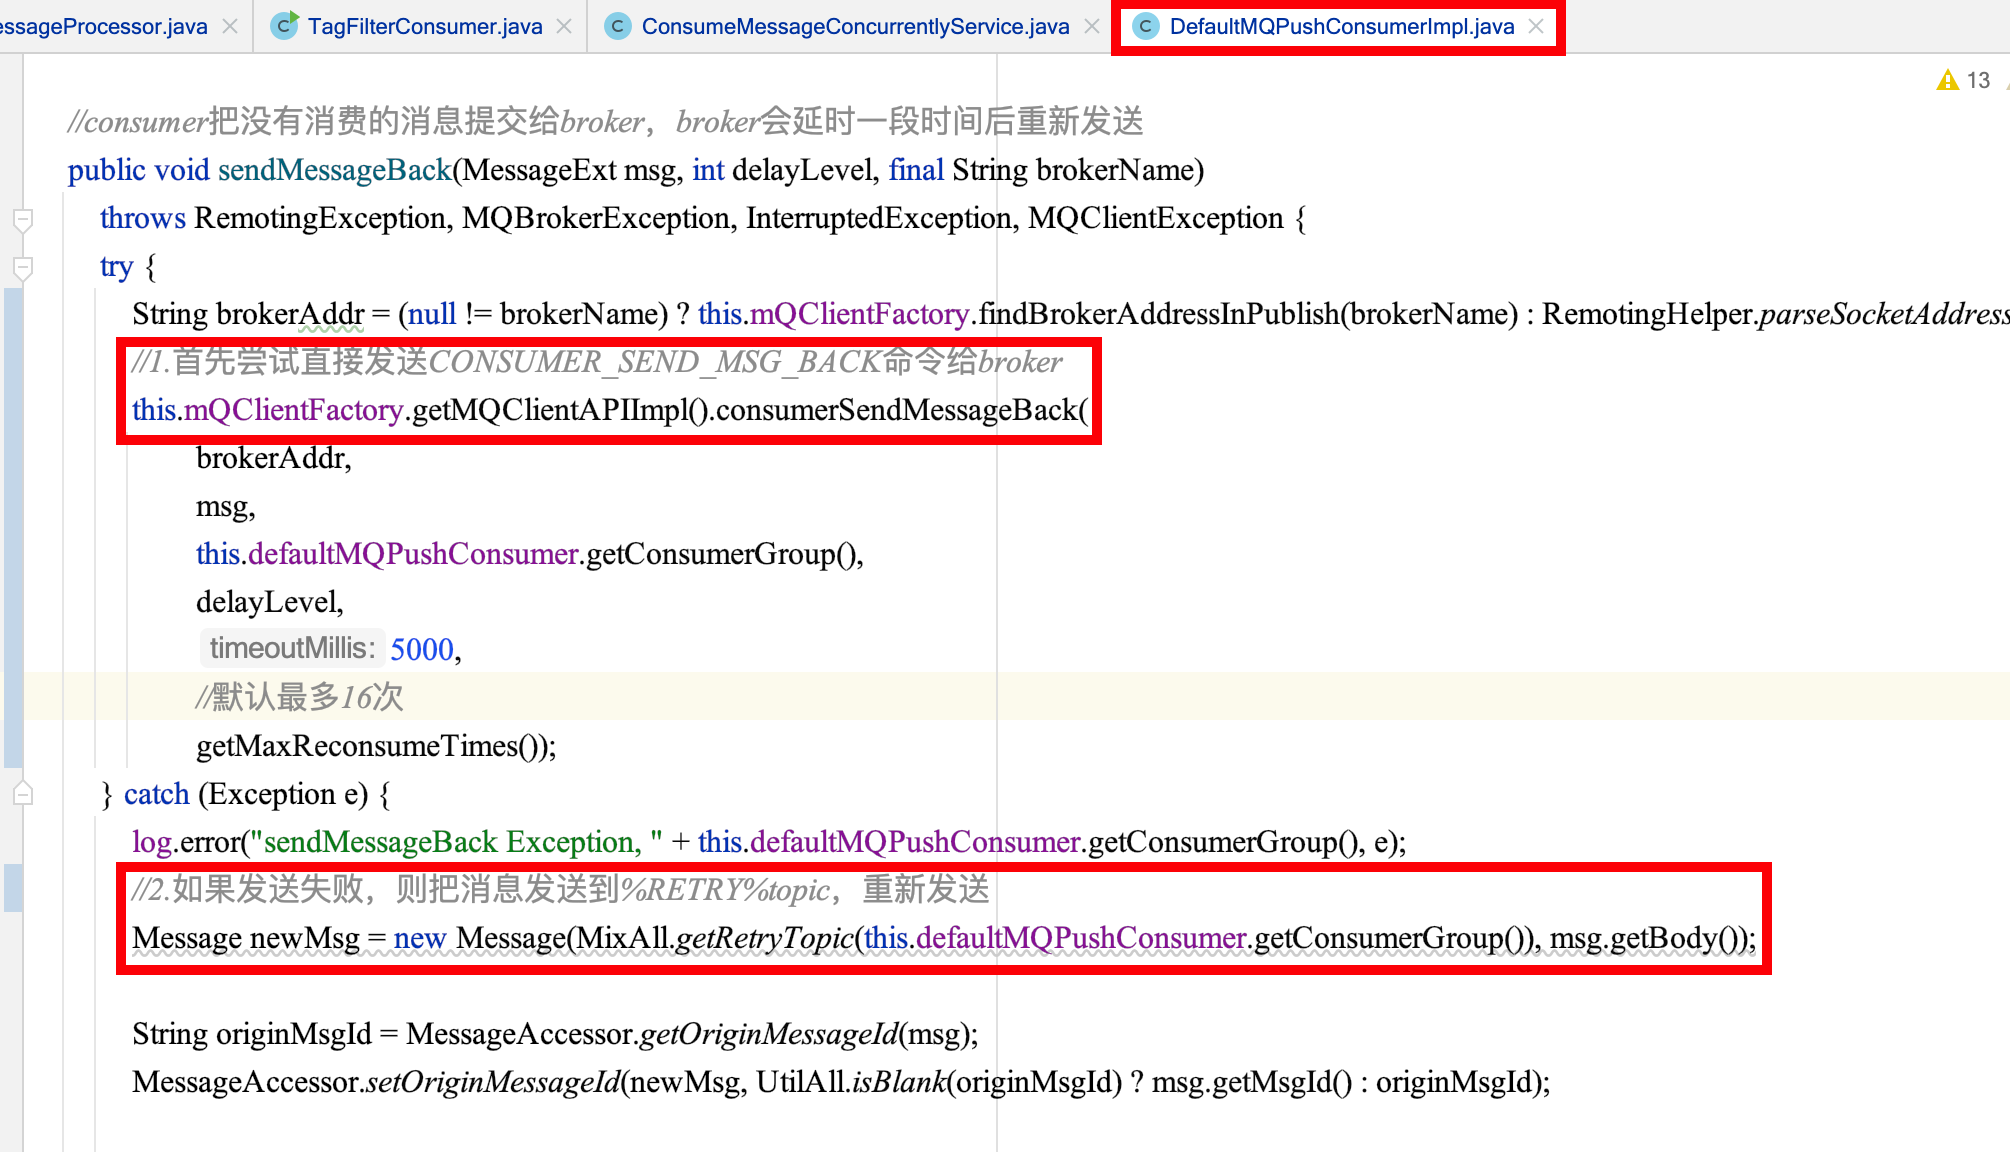 essageProcessor.java
TagFilterConsumer.java
ConsumeMessageConcurrentlyService.java
DefaultMQPushConsumerImpl.java
13
//consumer把没有消费的消息提交给broker，broker会延时一段时间后重新发送
public void sendMessageBack(MessageExt msg, int delayLevel, final String brokerName)
throws RemotingException, MQBrokerException, InterruptedException, MQClientException {
try {
String brokerAddr = (null != brokerName) ? this.mQClientFactory.findBrokerAddressInPublish(brokerName) : RemotingHelper.parseSocketAddress
//1.首先尝试直接发送CONSUMER_SEND_MSG_BACK命令给broker
this.mQClientFactory.getMQClientAPIImpl().consumerSendMessageBack(
brokerAddr,
msg,
this.defaultMQPushConsumer.getConsumerGroup(),
delayLevel,
timeoutMillis: 5000,
//默认最多16次
getMaxReconsumeTimes());
} catch (Exception e) {
log.error("sendMessageBack Exception, " + this.defaultMQPushConsumer.getConsumerGroup(), e);
//2.如果发送失败，则把消息发送到%RETRY%topic，重新发送
Message newMsg = new Message(MixAll.getRetryTopic(this.defaultMQPushConsumer.getConsumerGroup()), msg.getBody());
String originMsgId = MessageAccessor.getOriginMessageId(msg);
MessageAccessor.setOriginMessageId(newMsg, UtilAll.isBlank(originMsgId) ? msg.getMsgId() : originMsgId);